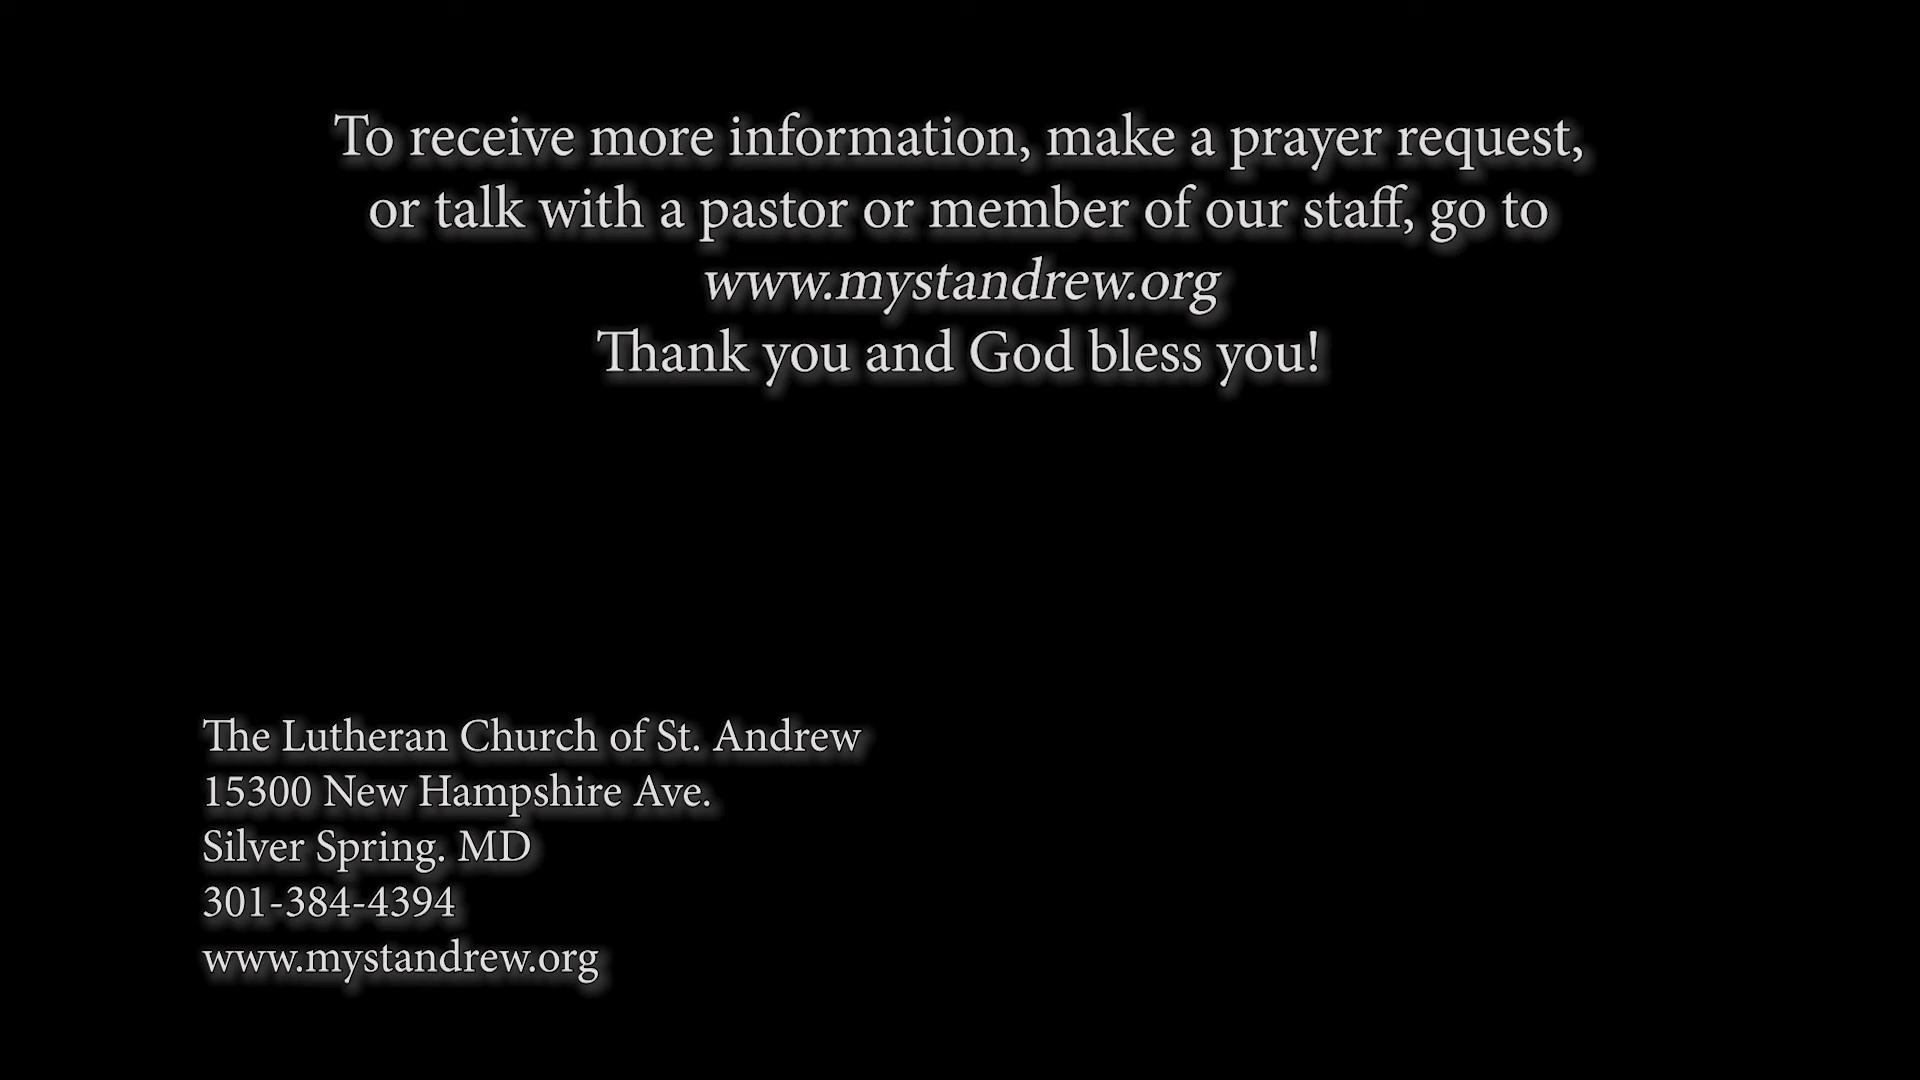 To receive more information, make a prayer request,
or talk with a pastor or member of our staff, go to
www.mystandrew.org
Thank you and God bless you!
The Lutheran Church of St. Andrew
15300 New Hampshire Ave.
Silver Spring. MD
301-384-4394
www.mystandrew.org